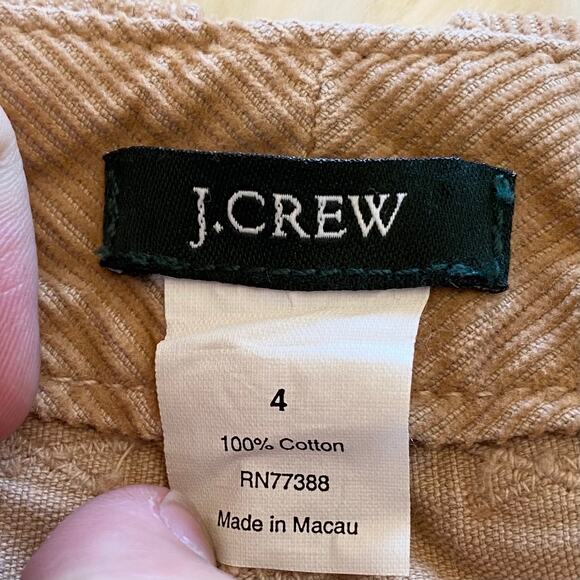 J.CREW
4
100% Cotton
RN77388
Made in Macau